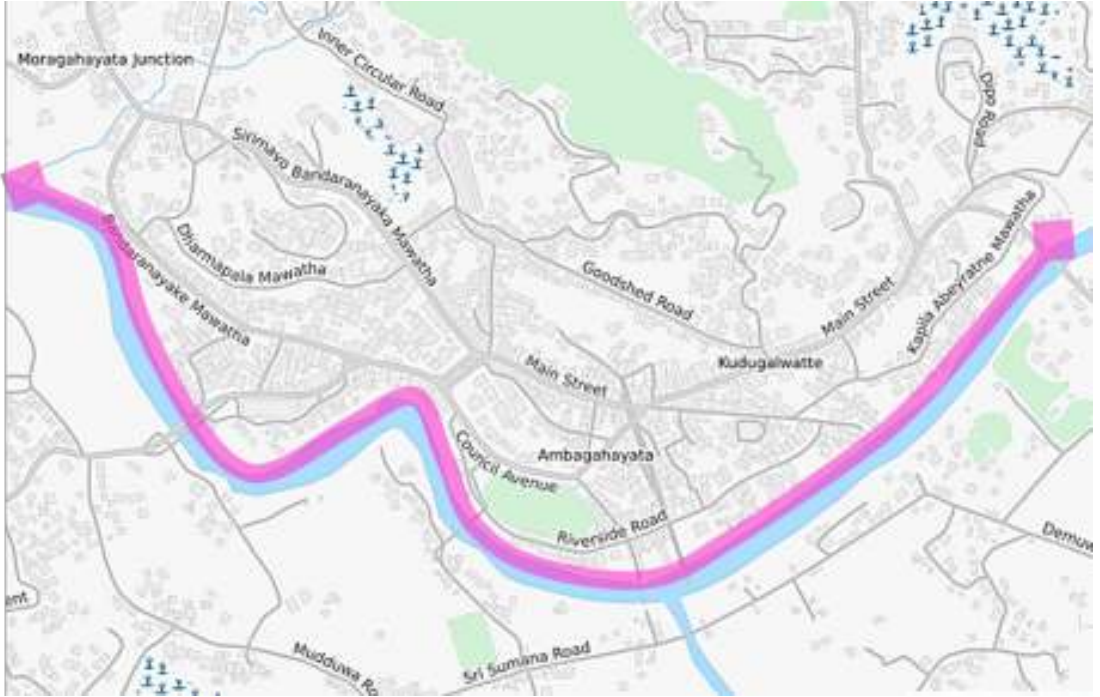 Moragahayata Junction
Inner Circular Road
Dipo Road
Sirimavo Bandaranayaka Mawatha
Bandaranayake Mawatha
Dharmapala Mawatha
Goodshed Road
Main Street
Kapila Abeyratne Mawatha
Kudugalwatte
Main Street
Council Avenue
Ambagahayata
Riverside Road
Demuw
ent
Mudduwa Ro
Sri Sumana Road